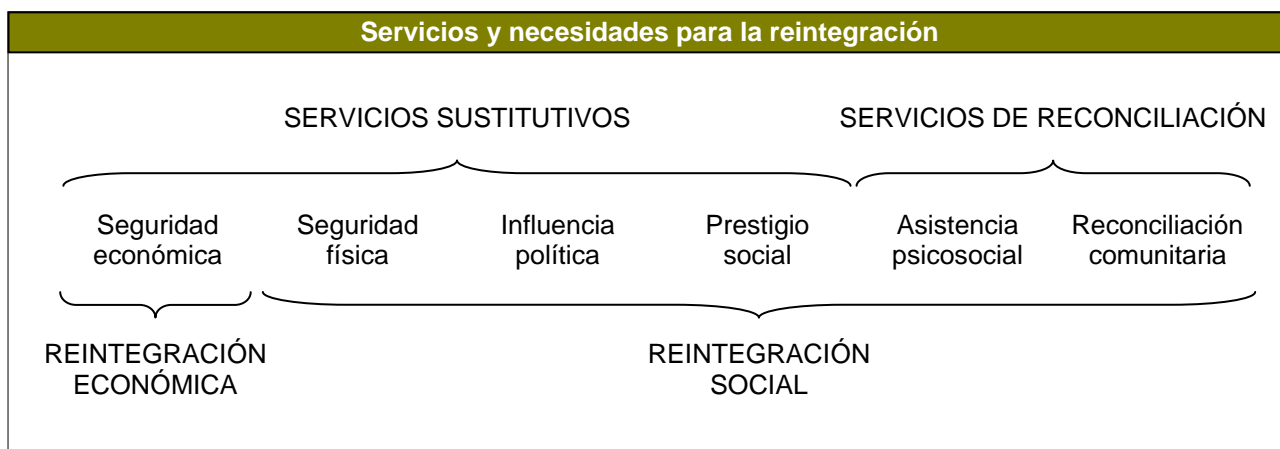 Servicios y necesidades para la reintegración
SERVICIOS SUSTITUTIVOS
SERVICIOS DE RECONCILIACIÓN
Seguridad
económica
Seguridad
física
Influencia
política
Prestigio
social
Asistencia
psicosocial
Reconciliación
comunitaria
REINTEGRACIÓN
ECONÓMICA
REINTEGRACIÓN
SOCIAL